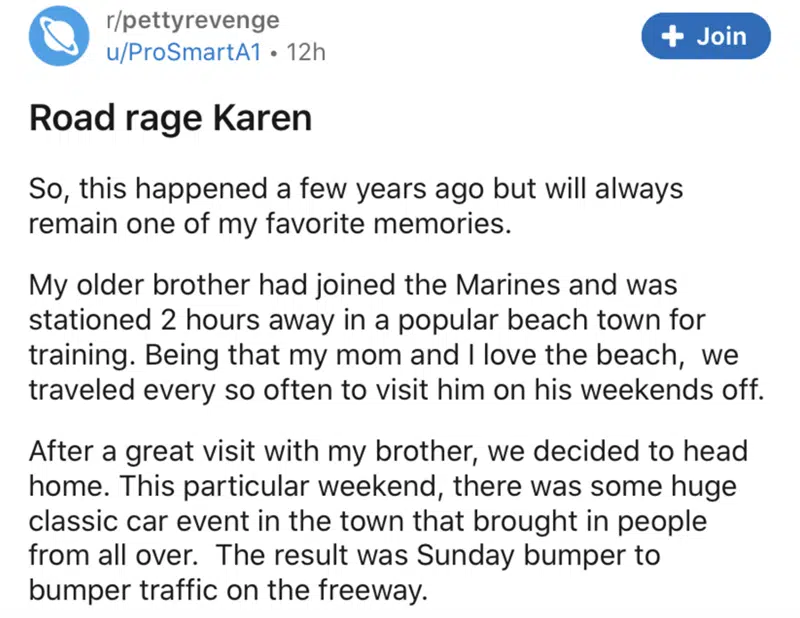 r/pettyrevenge
u/ProSmartA1 • 12h
+ Join
Road rage Karen
So, this happened a few years ago but will always
remain one of my favorite memories.
My older brother had joined the Marines and was
stationed 2 hours away in a popular beach town for
training. Being that my mom and I love the beach,  we
traveled every so often to visit him on his weekends off.
After a great visit with my brother, we decided to head
home. This particular weekend, there was some huge
classic car event in the town that brought in people
from all over.  The result was Sunday bumper to
bumper traffic on the freeway.